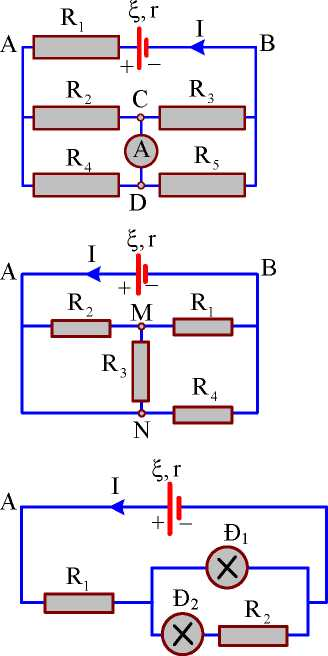 R1 ξ, r I
A B
+ −
R2 C R3
A
R4 R5
D
ξ, r
A I B
+ −
R2 M R1
R3
R4
N
ξ, r
A I
+ −
Đ1
R1 Đ2 R2